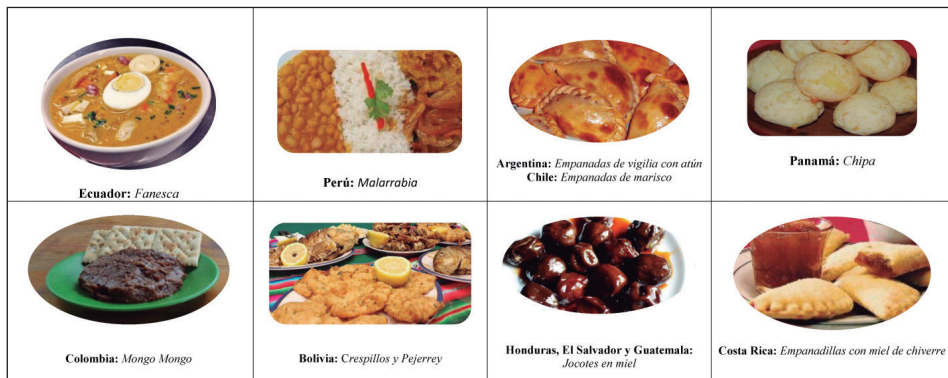 Ecuador: Fanesca
Perú: Malarrabia
Argentina: Empanadas de vigilia con atún
Chile: Empanadas de marisco
Panamá: Chipa
Colombia: Mongo Mongo
Bolivia: Crespillos y Pejerrey
Honduras, El Salvador y Guatemala:
Jocotes en miel
Costa Rica: Empanadillas con miel de chiverre